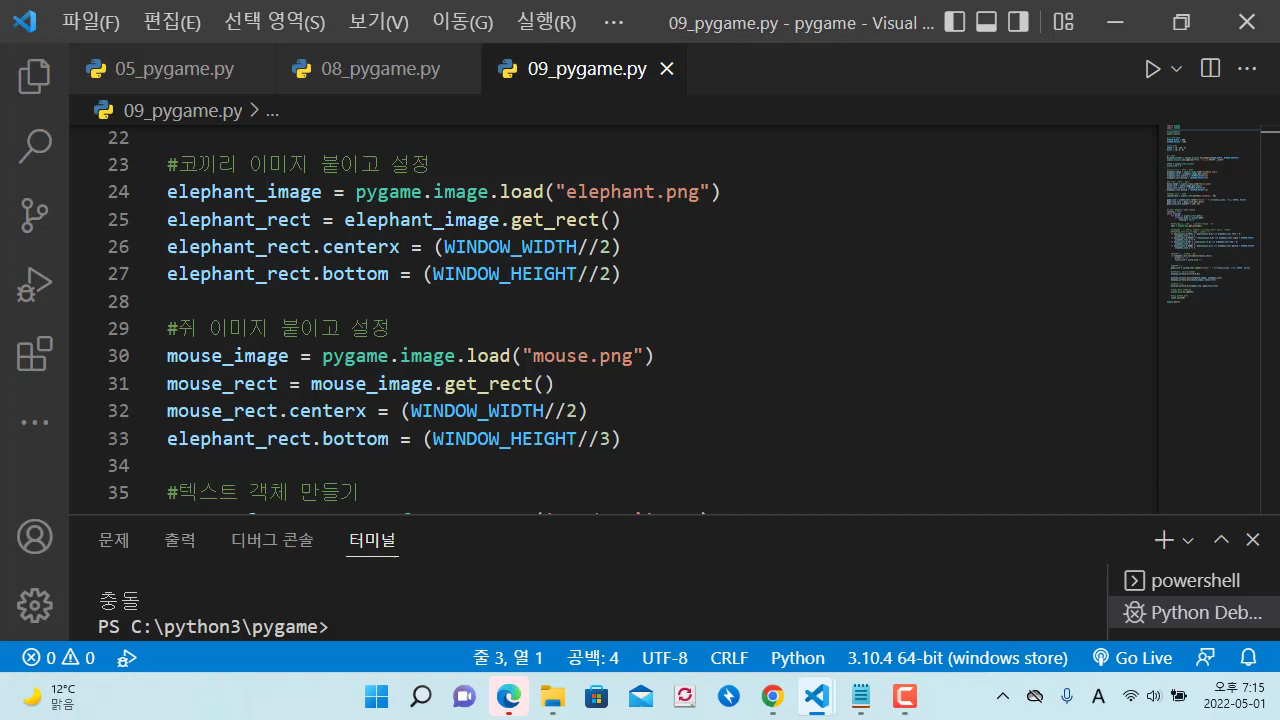 파일(F) 편집(E) 선택 영역(S) 보기(V) 이동(G) 실행(R) ··· 09_pygame.py - pygame - Visual ...
05_pygame.py 08_pygame.py 09_pygame.py
09_pygame.py > ...
22
23 #코끼리 이미지 붙이고 설정
24 elephant_image = pygame.image.load("elephant.png")
25 elephant_rect = elephant_image.get_rect()
26 elephant_rect.centerx = (WINDOW_WIDTH//2)
27 elephant_rect.bottom = (WINDOW_HEIGHT//2)
28
29 #쥐 이미지 붙이고 설정
30 mouse_image = pygame.image.load("mouse.png")
31 mouse_rect = mouse_image.get_rect()
32 mouse_rect.centerx = (WINDOW_WIDTH//2)
33 elephant_rect.bottom = (WINDOW_HEIGHT//3)
34
35 #텍스트 객체 만들기
문제 출력 디버그 콘솔 터미널
powershell
Python Deb...
충돌
PS C:\python3\pygame>
0 0 줄 3, 열 1 공백: 4 UTF-8 CRLF Python 3.10.4 64-bit (windows store) Go Live
12°C
맑음
A
오후 7:15
2022-05-01